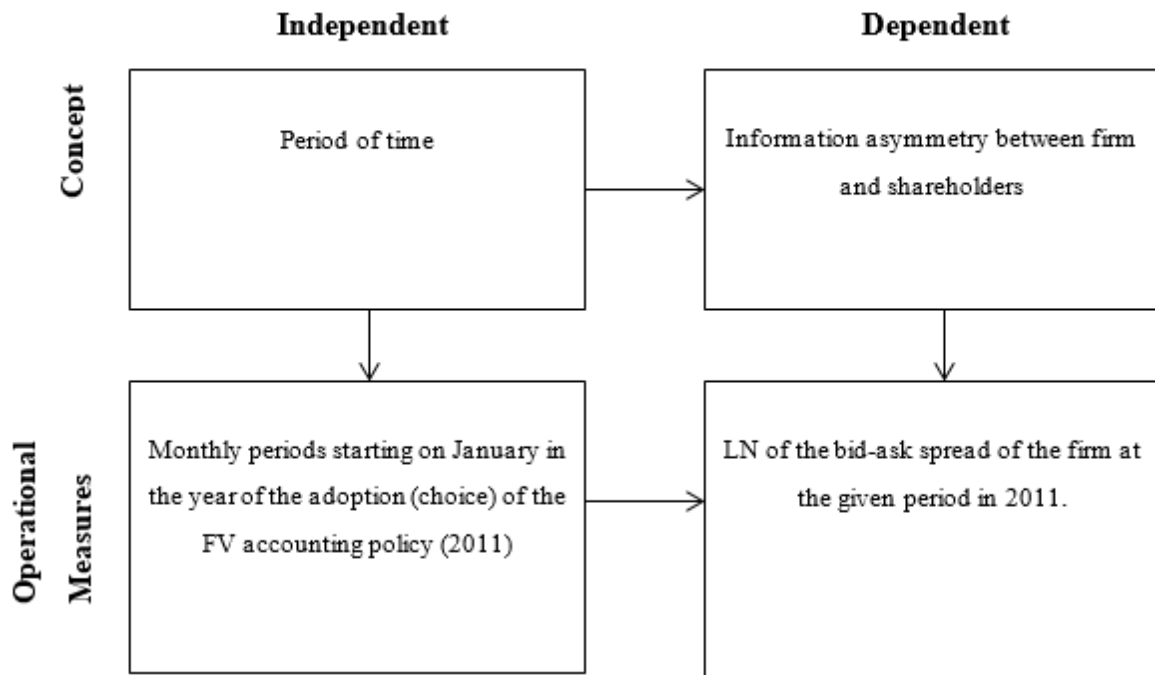 Independent
Dependent
Concept
Period of time
Information asymmetry between firm
and shareholders
Operational
Measures
Monthly periods starting on January in
the year of the adoption (choice) of the
FV accounting policy (2011)
LN of the bid-ask spread of the firm at
the given period in 2011.